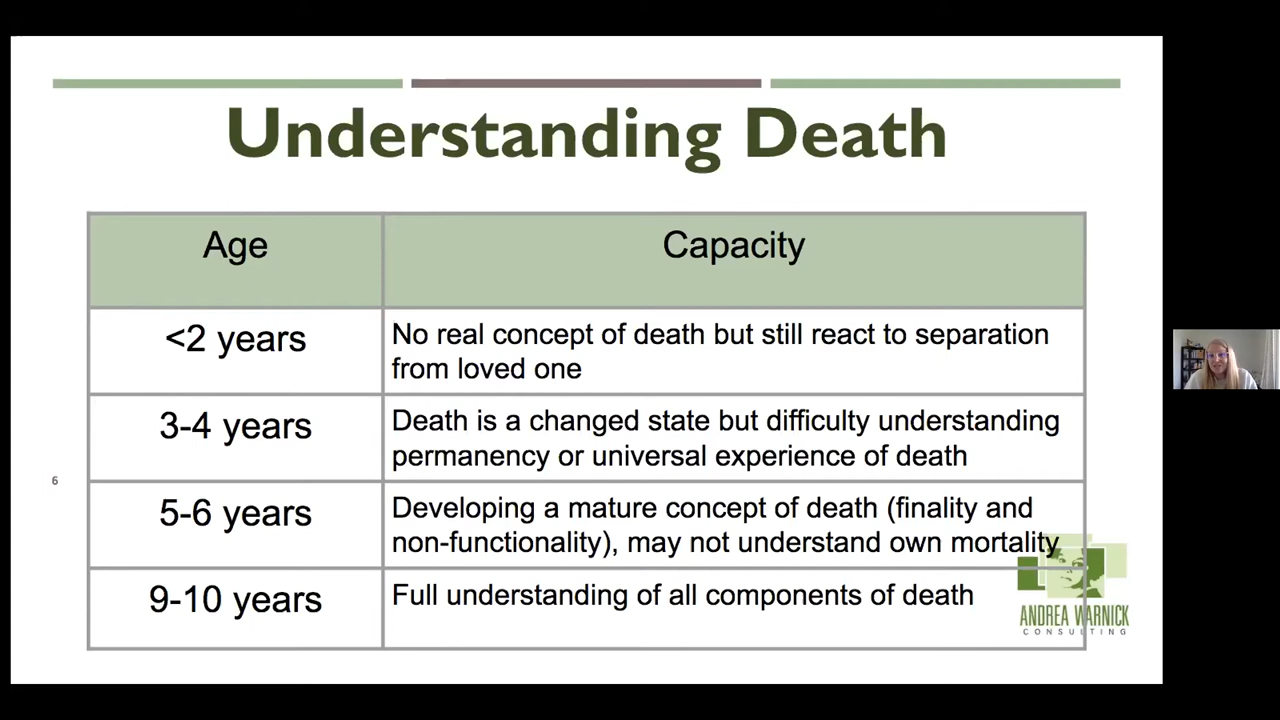 Understanding Death
Age
Capacity
<2 years
No real concept of death but still react to separation
from loved one
3-4 years
Death is a changed state but difficulty understanding
permanency or universal experience of death
5-6 years
Developing a mature concept of death (finality and
non-functionality), may not understand own mortality
9-10 years
Full understanding of all components of death
6
ANDREA WARNICK
CONSULTING